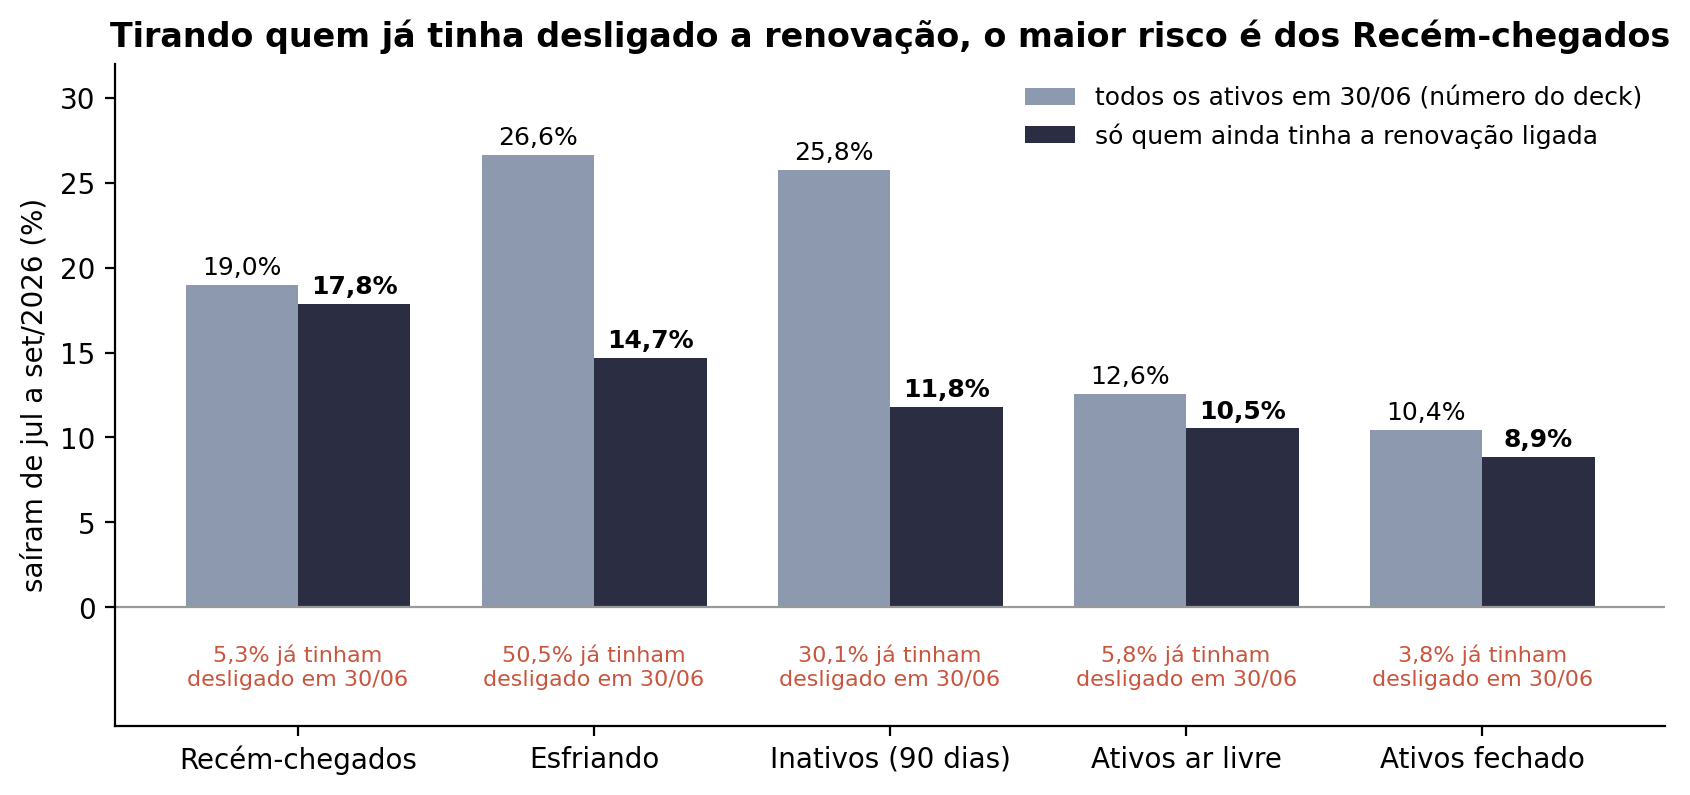 Tirando quem já tinha desligado a renovação, o maior risco é dos Recém-chegados
todos os ativos em 30/06 (número do deck)
só quem ainda tinha a renovação ligada
saíram de jul a set/2026 (%)
30
25
20
15
10
5
0
19,0%
17,8%
26,6%
14,7%
25,8%
11,8%
12,6%
10,5%
10,4%
8,9%
5,3% já tinham
desligado em 30/06
50,5% já tinham
desligado em 30/06
30,1% já tinham
desligado em 30/06
5,8% já tinham
desligado em 30/06
3,8% já tinham
desligado em 30/06
Recém-chegados
Esfriando
Inativos (90 dias)
Ativos ar livre
Ativos fechado